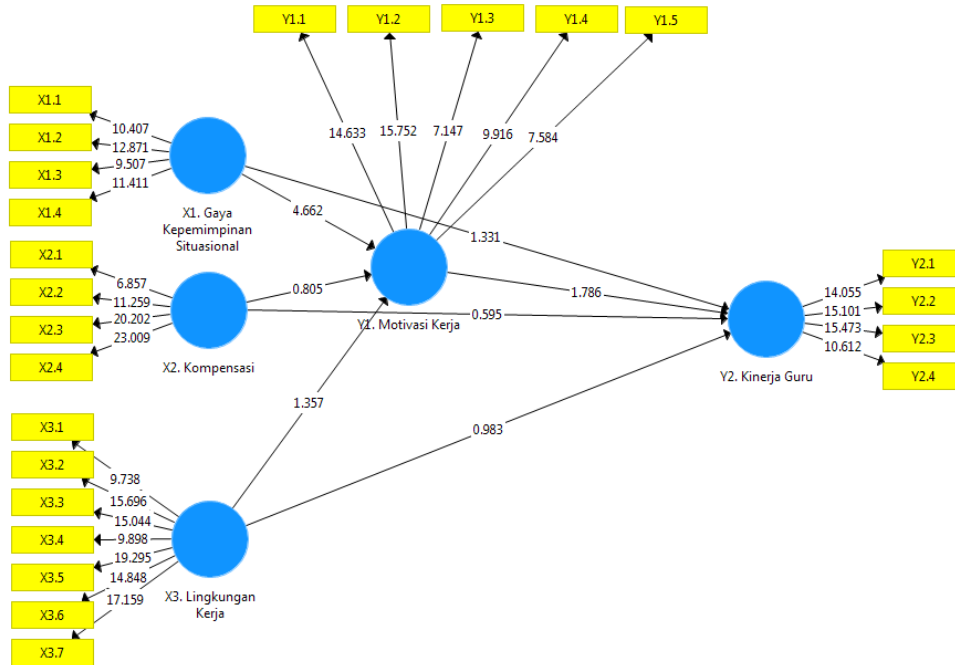 Y1.1
Y1.2
Y1.3
Y1.4
Y1.5
14.633
15.752
7.147
9.916
7.584
X1.1
X1.2
X1.3
X1.4
10.407
12.871
9.507
11.411
X1. Gaya
Kepemimpinan
Situasional
4.662
1.331
X2.1
X2.2
X2.3
X2.4
6.857
11.259
20.202
23.009
X2. Kompensasi
0.805
0.595
Y1. Motivasi Kerja
1.786
Y2.1
Y2.2
Y2.3
Y2.4
14.055
15.101
15.473
10.612
Y2. Kinerja Guru
1.357
0.983
X3.1
X3.2
X3.3
X3.4
X3.5
X3.6
X3.7
9.738
15.696
15.044
9.898
19.295
14.848
17.159
X3. Lingkungan
Kerja